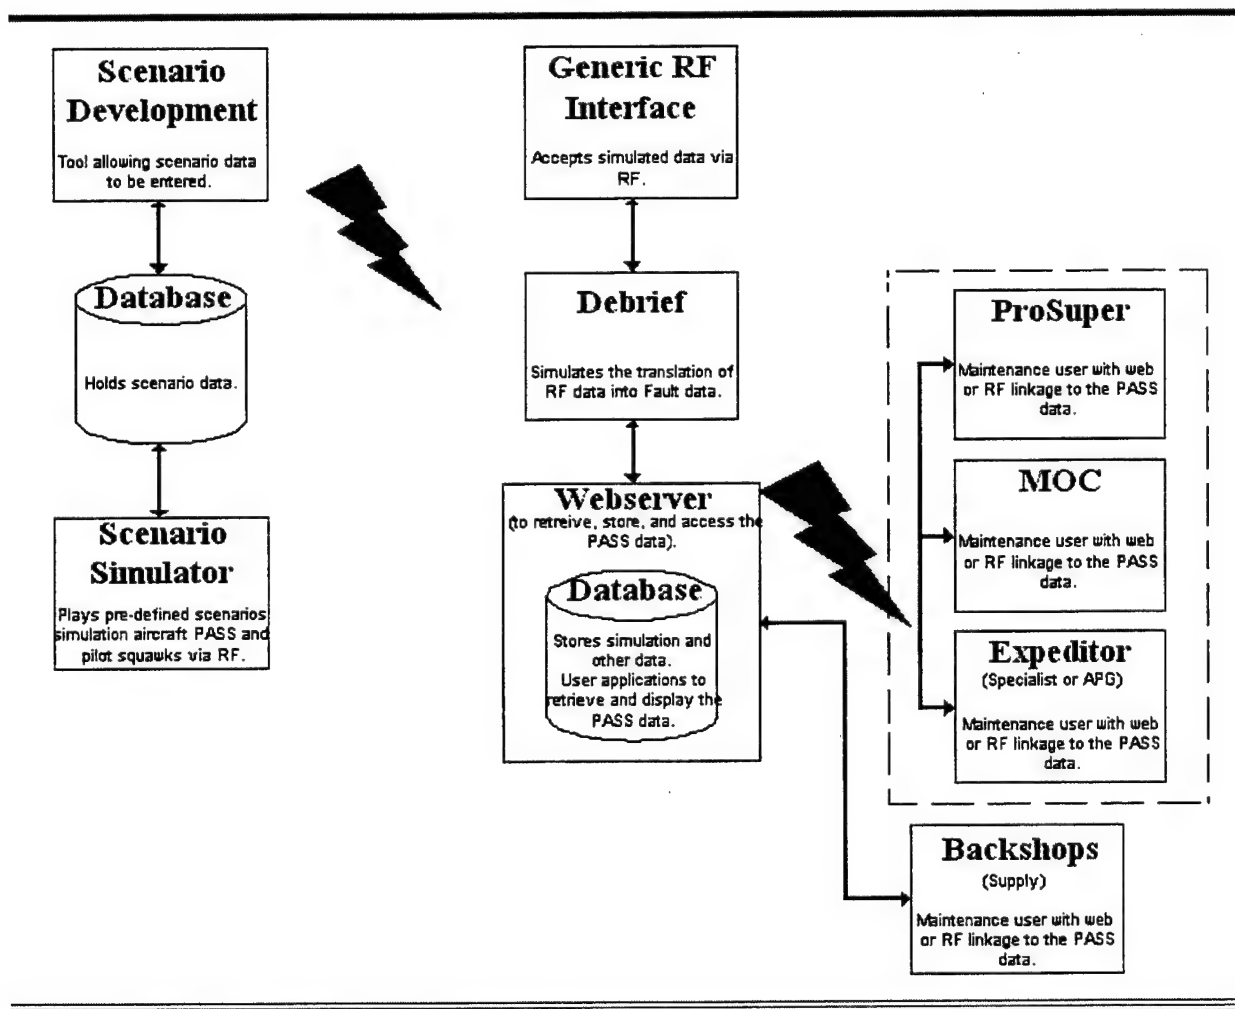 Scenario
Development
Tool allowing scenario data
to be entered.
Database
Holds scenario data.
Scenario
Simulator
Plays pre-defined scenarios
simulation aircraft PASS and
pilot squawks via RF.
Generic RF
Interface
Accepts simulated data via
RF.
Debrief
Simulates the translation of
RF data into Fault data.
Webserver
(to retreive, store, and access the
PASS data).
Database
Stores simulation and
other data.
User applications to
retrieve and display the
PASS data.
ProSuper
Maintenance user with web
or RF linkage to the PASS
data.
MOC
Maintenance user with web
or RF linkage to the PASS
data.
Expeditor
(Specialist or APG)
Maintenance user with web
or RF linkage to the PASS
data.
Backshops
(Supply)
Maintenance user with web
or RF linkage to the PASS
data.